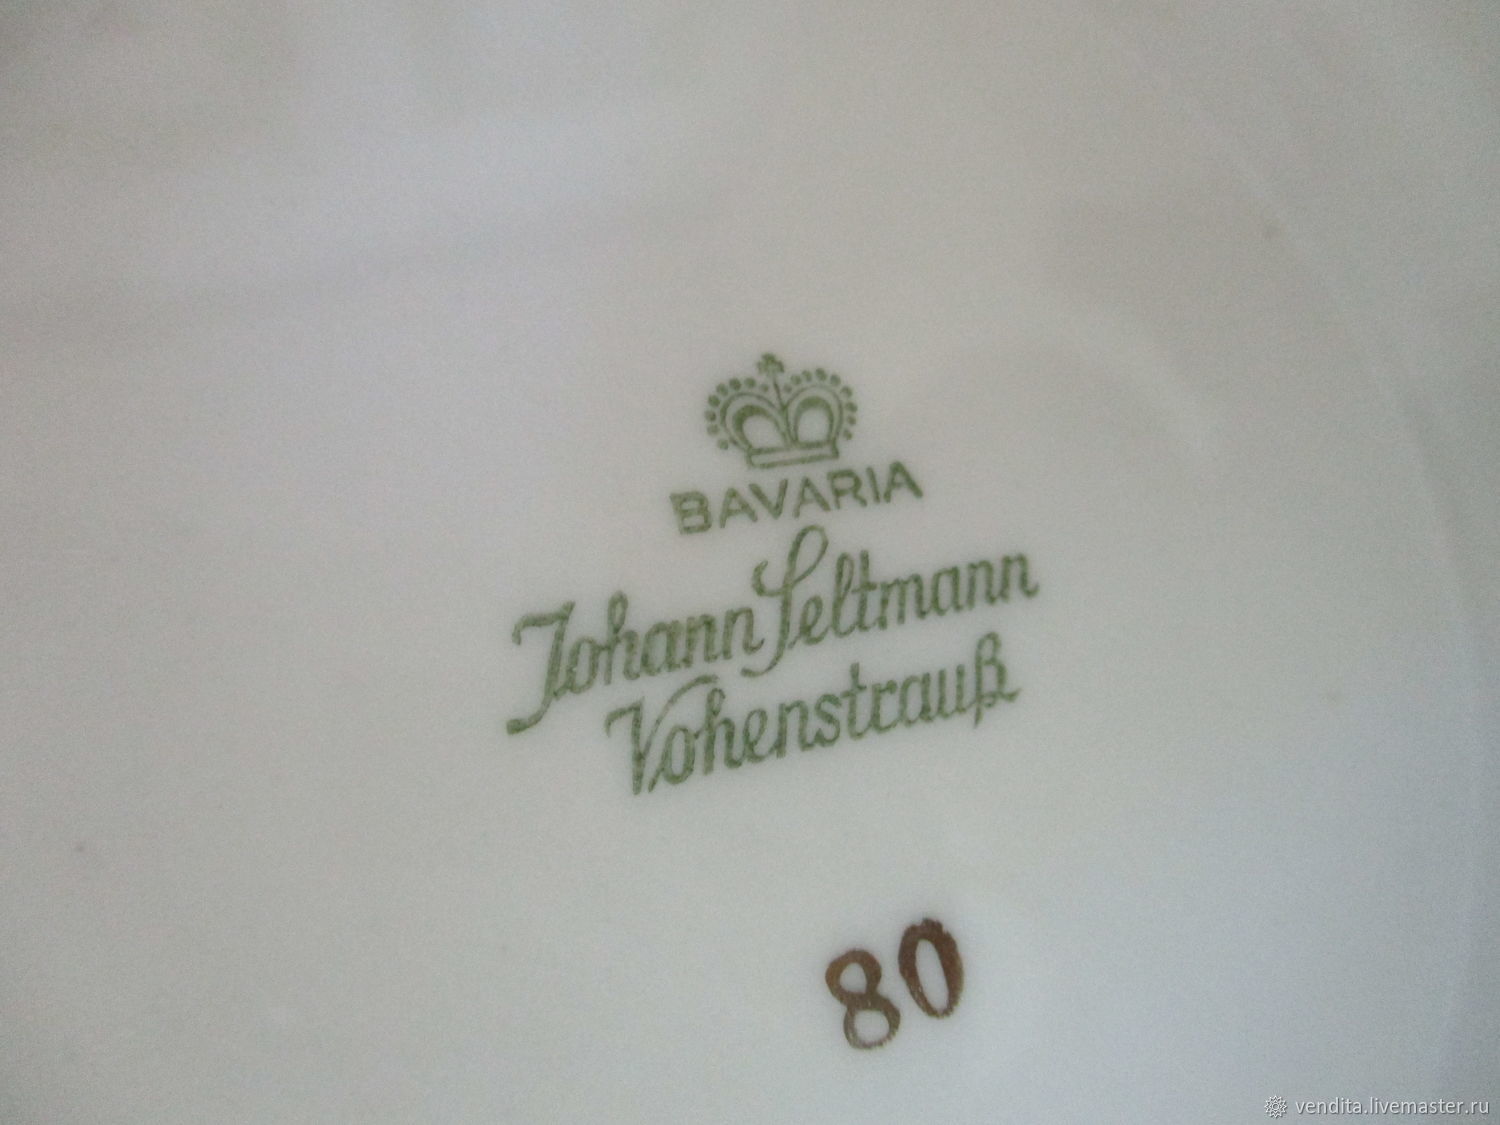 BAVARIA
Johann Seltmann
Vohenstrauß
80
vendita.livemaster.ru